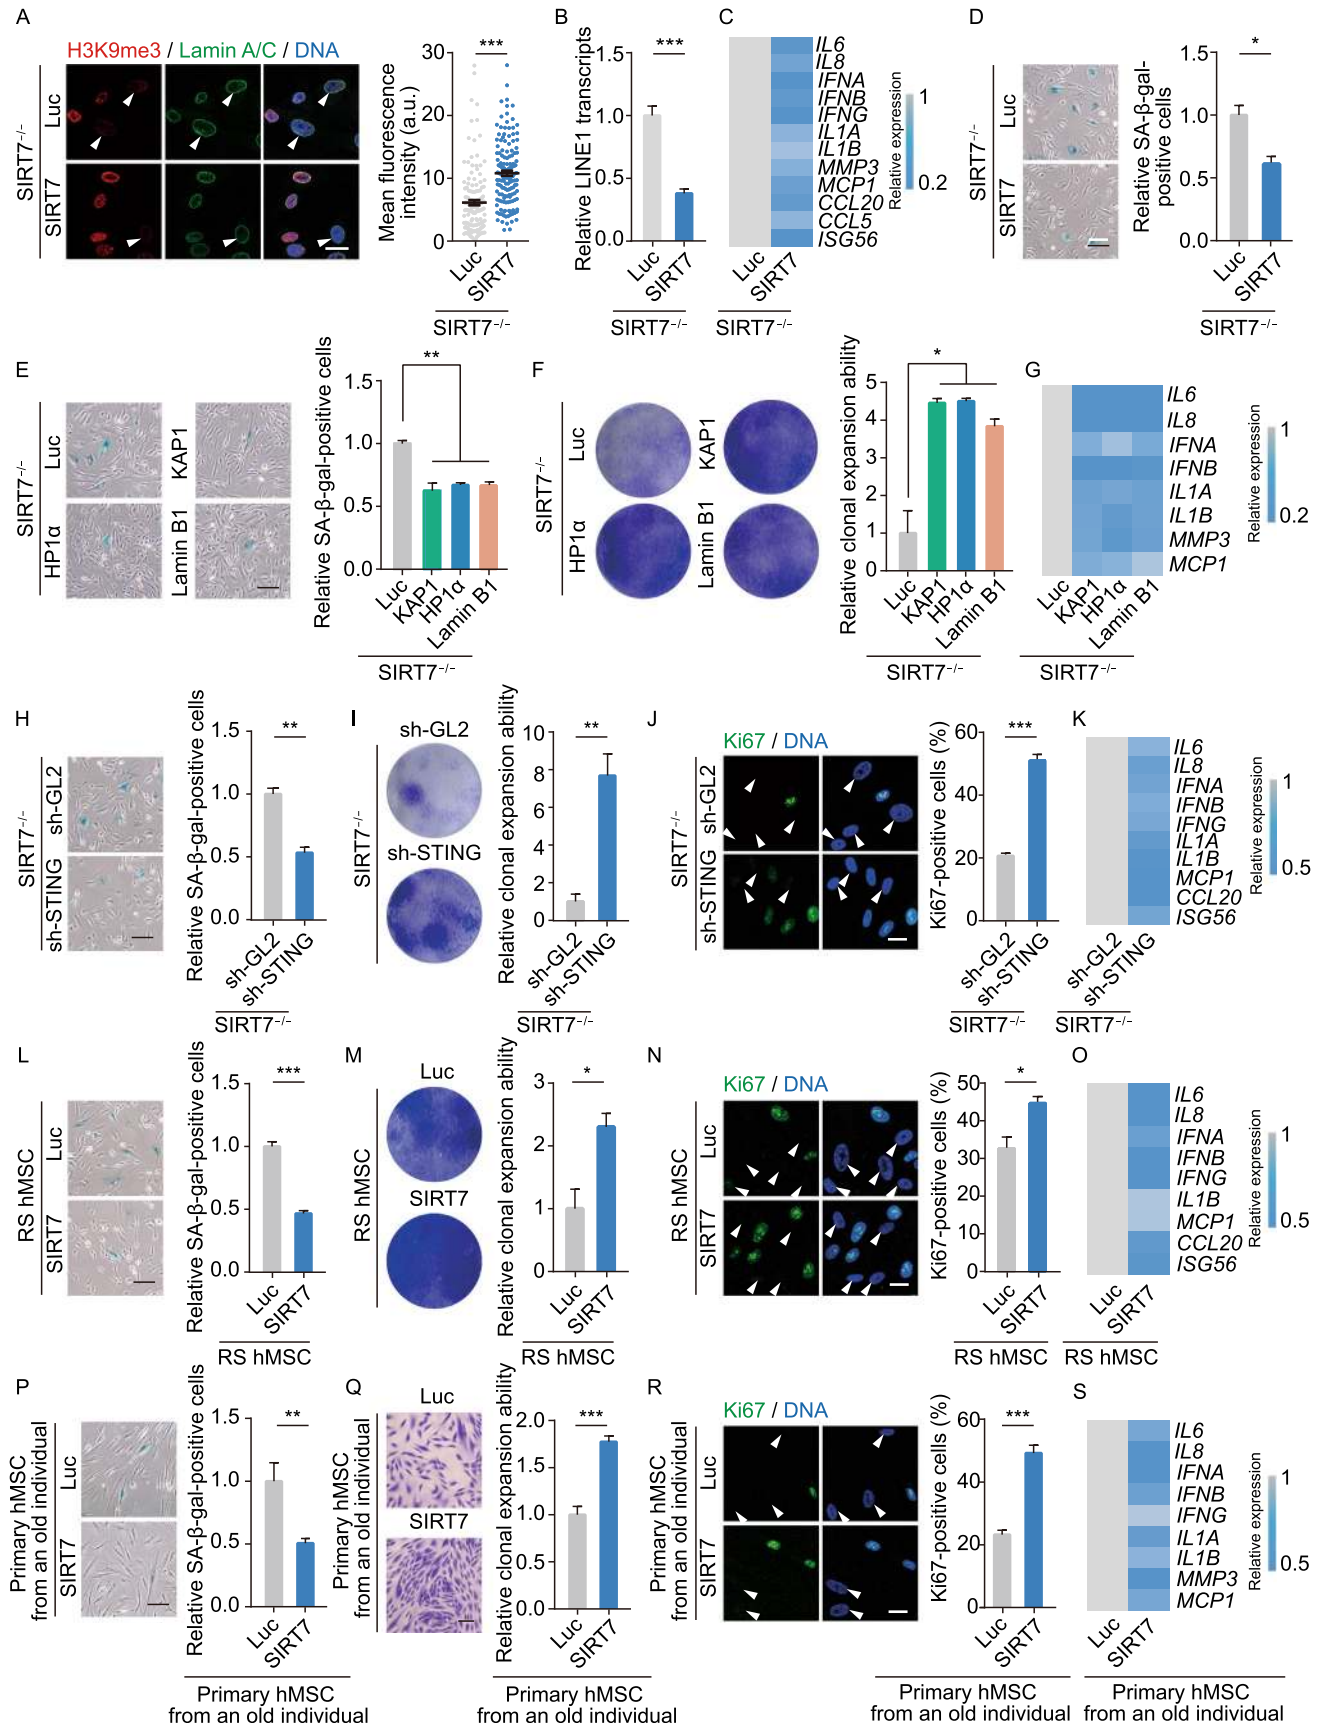 A
H3K9me3 / Lamin A/C / DNA
SIRT7⁻/⁻
Luc
SIRT7
Mean fluorescence
intensity (a.u.)
30
20
10
0
***
Luc
SIRT7
SIRT7⁻/⁻
B
Relative LINE1 transcripts
1.5
1.0
0.5
0.0
***
Luc
SIRT7
SIRT7⁻/⁻
C
IL6
IL8
IFNA
IFNB
IFNG
IL1A
IL1B
MMP3
MCP1
CCL20
CCL5
ISG56
Luc
SIRT7
SIRT7⁻/⁻
1
0.2
Relative expression
D
SIRT7⁻/⁻
Luc
SIRT7
Relative SA-β-gal-
positive cells
1.5
1.0
0.5
0.0
*
Luc
SIRT7
SIRT7⁻/⁻
E
SIRT7⁻/⁻
Luc
KAP1
HP1α
Lamin B1
Relative SA-β-gal-positive cells
1.5
1.0
0.5
0.0
**
Luc
KAP1
HP1α
Lamin B1
SIRT7⁻/⁻
F
SIRT7⁻/⁻
Luc
KAP1
HP1α
Lamin B1
Relative clonal expansion ability
5
4
3
2
1
0
*
Luc
KAP1
HP1α
Lamin B1
SIRT7⁻/⁻
G
IL6
IL8
IFNA
IFNB
IL1A
IL1B
MMP3
MCP1
Luc
KAP1
HP1α
Lamin B1
SIRT7⁻/⁻
Relative expression
1
0.2
H
SIRT7⁻/⁻
sh-GL2
sh-STING
Relative SA-β-gal-positive cells
1.5
1.0
0.5
0.0
**
sh-GL2
sh-STING
SIRT7⁻/⁻
I
SIRT7⁻/⁻
sh-GL2
sh-STING
Relative clonal expansion ability
10
8
6
4
2
0
**
sh-GL2
sh-STING
SIRT7⁻/⁻
J
Ki67 / DNA
SIRT7⁻/⁻
sh-GL2
sh-STING
Ki67-positive cells (%)
60
40
20
0
***
sh-GL2
sh-STING
SIRT7⁻/⁻
K
IL6
IL8
IFNA
IFNB
IFNG
IL1A
IL1B
MCP1
CCL20
ISG56
sh-GL2
sh-STING
SIRT7⁻/⁻
Relative expression
1
0.5
L
RS hMSC
Luc
SIRT7
Relative SA-β-gal-positive cells
1.5
1.0
0.5
0.0
***
Luc
SIRT7
RS hMSC
M
RS hMSC
Luc
SIRT7
Relative clonal expansion ability
3
2
1
0
*
Luc
SIRT7
RS hMSC
N
Ki67 / DNA
RS hMSC
Luc
SIRT7
Ki67-positive cells (%)
50
40
30
20
10
0
*
Luc
SIRT7
RS hMSC
O
IL6
IL8
IFNA
IFNB
IFNG
IL1B
MCP1
CCL20
ISG56
Luc
SIRT7
RS hMSC
Relative expression
1
0.5
P
Primary hMSC
from an old individual
Luc
SIRT7
Relative SA-β-gal-positive cells
1.5
1.0
0.5
0.0
**
Luc
SIRT7
Primary hMSC
from an old individual
Q
Primary hMSC
from an old individual
Luc
SIRT7
Relative clonal expansion ability
2.0
1.5
1.0
0.5
0.0
***
Luc
SIRT7
Primary hMSC
from an old individual
R
Ki67 / DNA
Primary hMSC
from an old individual
Luc
SIRT7
Ki67-positive cells (%)
60
40
20
0
***
Luc
SIRT7
Primary hMSC
from an old individual
S
IL6
IL8
IFNA
IFNB
IFNG
IL1A
IL1B
MMP3
MCP1
Luc
SIRT7
Primary hMSC
from an old individual
Relative expression
1
0.5